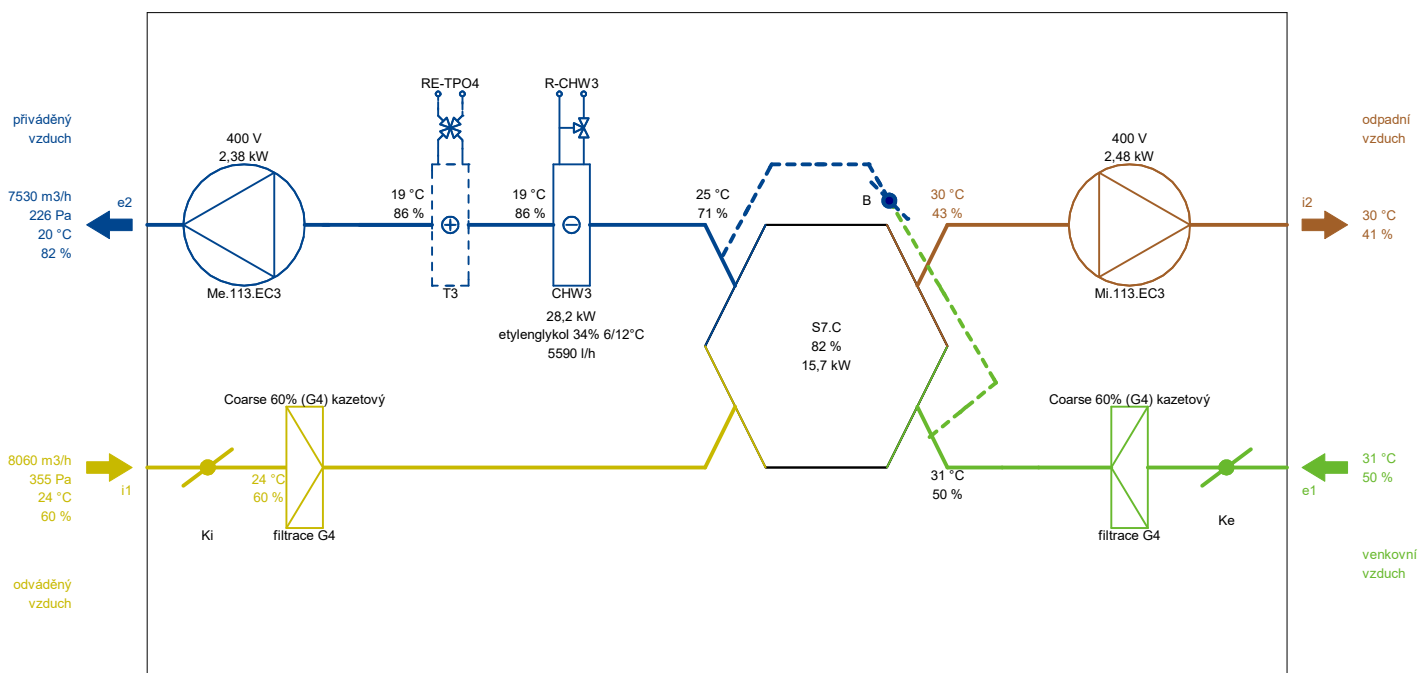 RE-TPO4
R-CHW3
přiváděný
vzduch
400 V
2,38 kW
400 V
2,48 kW
odpadní
vzduch
7530 m3/h
226 Pa
20 °C
82 %
e2
19 °C
86 %
19 °C
86 %
25 °C
71 %
B
30 °C
43 %
i2
30 °C
41 %
Me.113.EC3
T3
CHW3
Mi.113.EC3
28,2 kW
etylenglykol 34% 6/12°C
5590 l/h
S7.C
82 %
15,7 kW
Coarse 60% (G4) kazetový
Coarse 60% (G4) kazetový
8060 m3/h
355 Pa
24 °C
60 %
i1
24 °C
60 %
31 °C
50 %
31 °C
50 %
e1
Ki
filtrace G4
filtrace G4
Ke
odváděný
vzduch
venkovní
vzduch